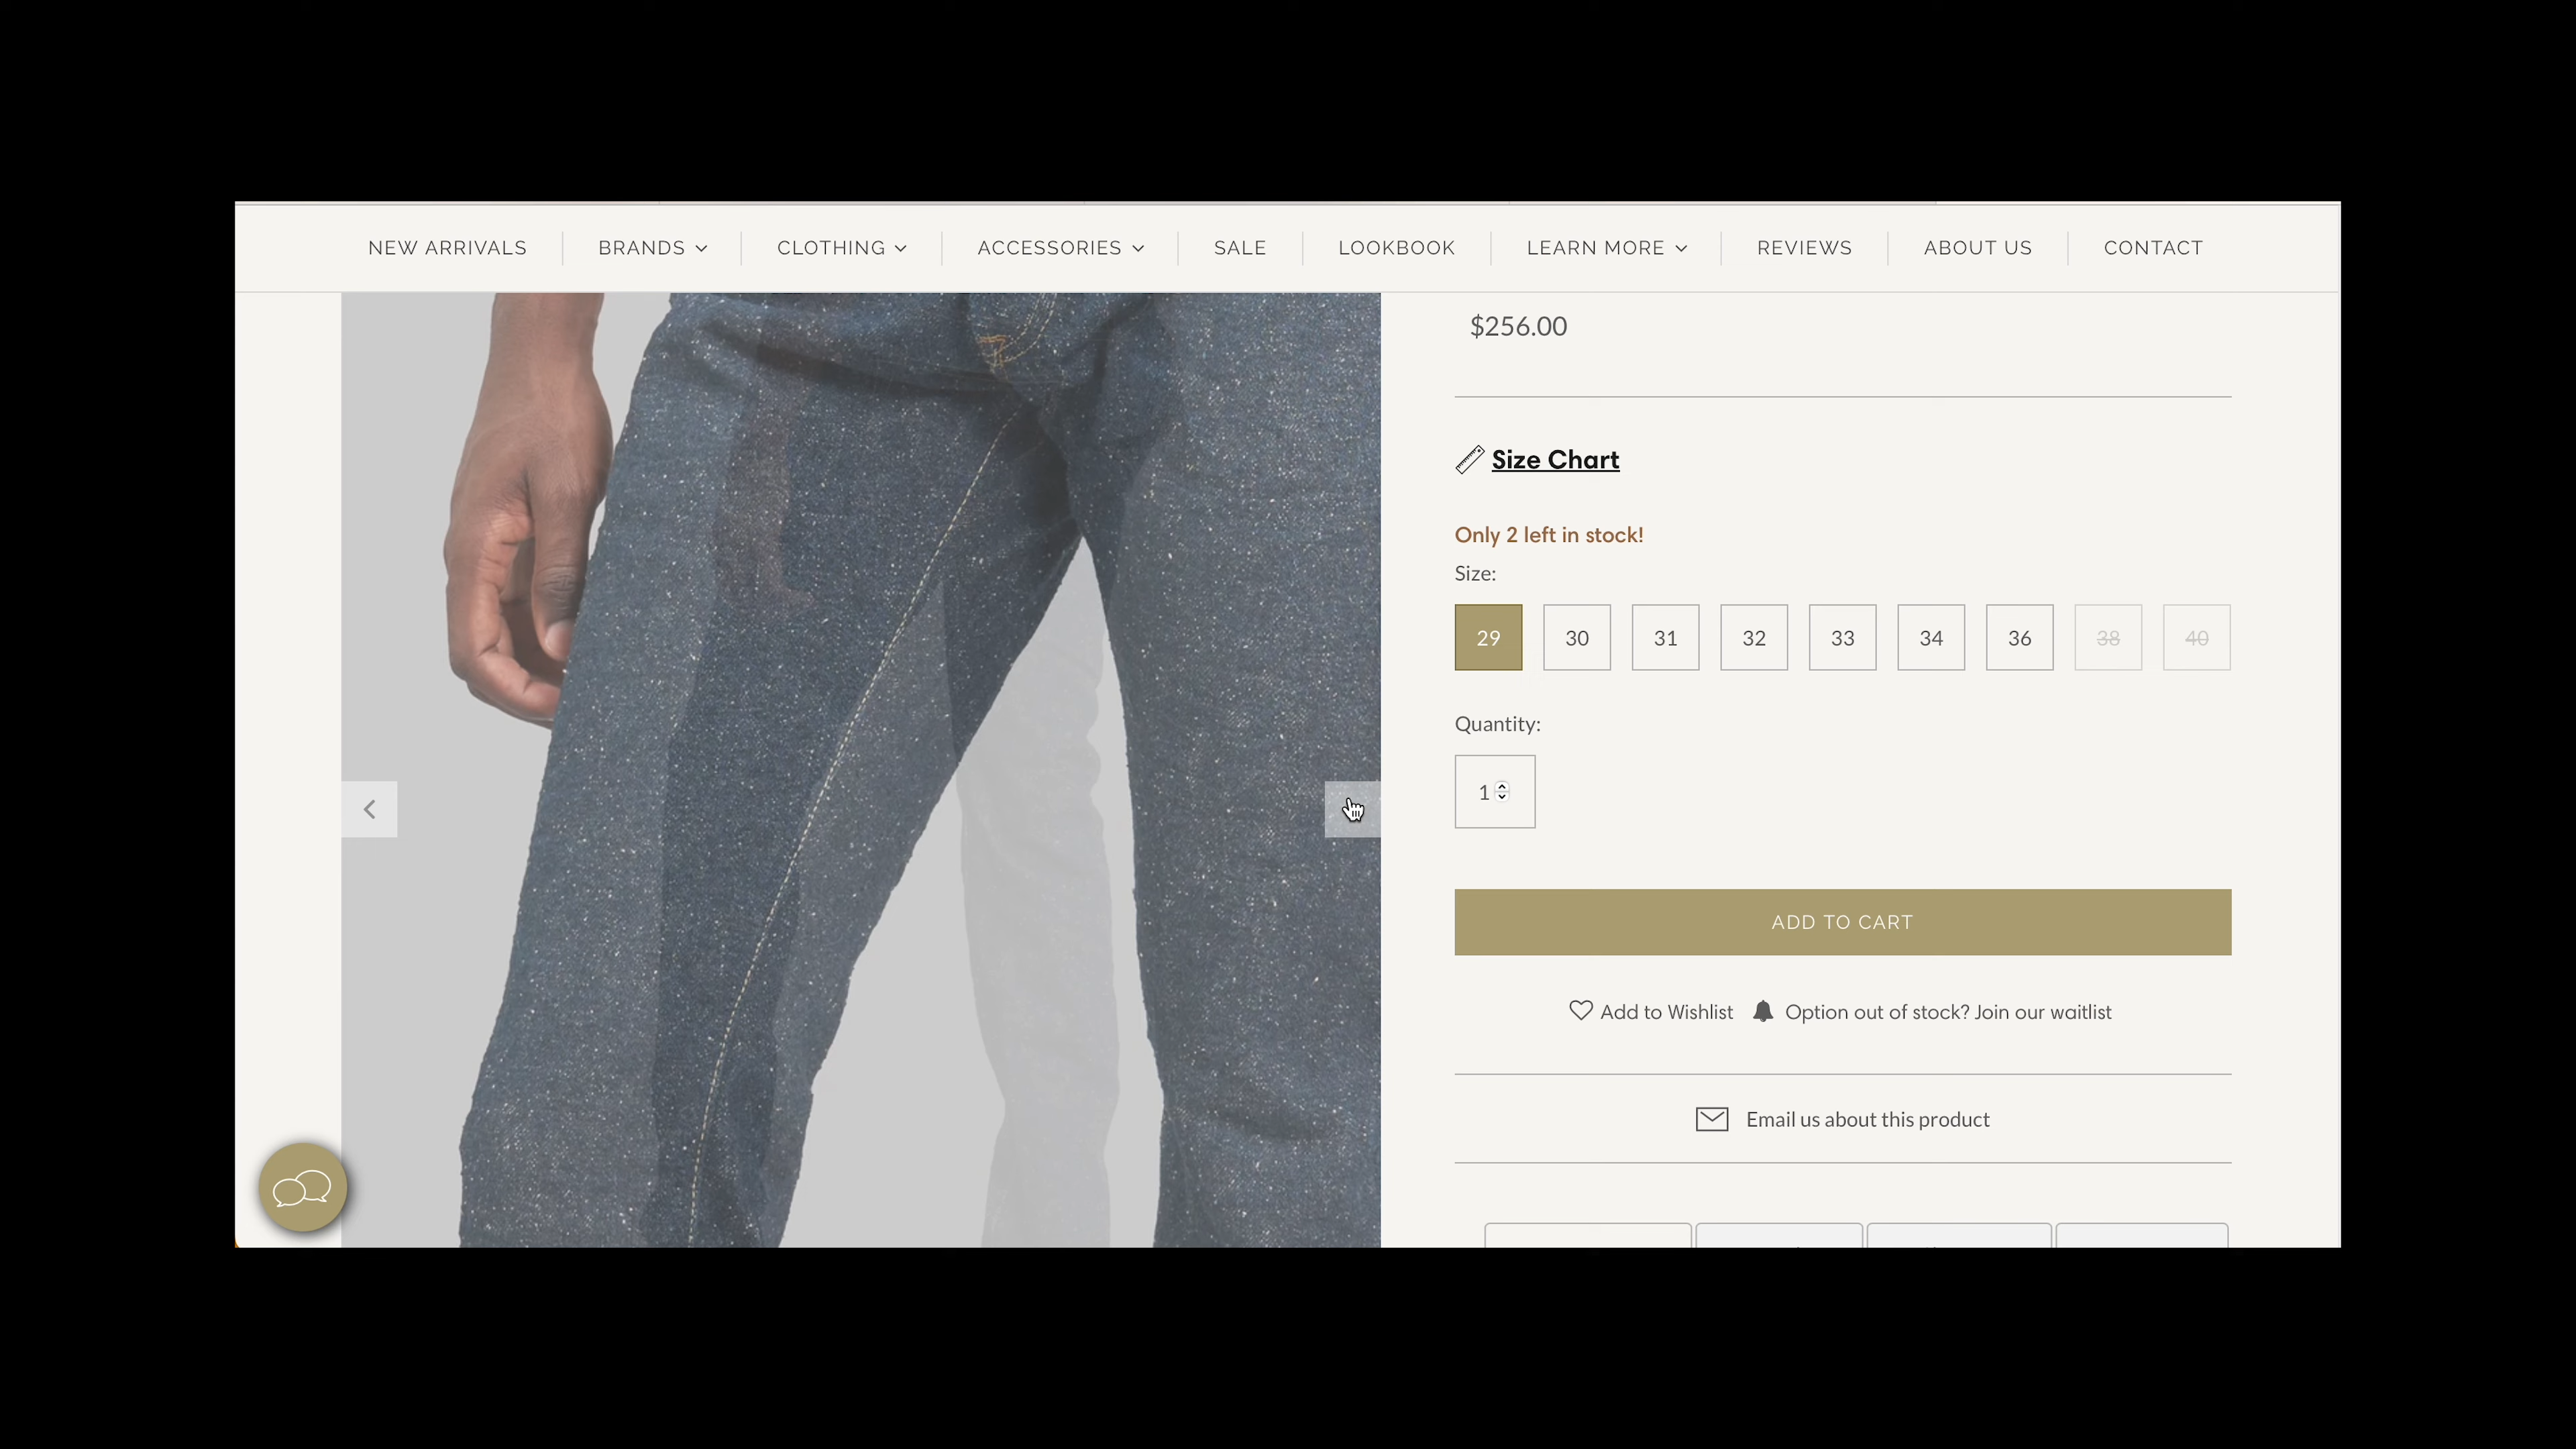 NEW ARRIVALS BRANDS CLOTHING ACCESSORIES SALE LOOKBOOK LEARN MORE REVIEWS ABOUT US CONTACT
$256.00
Size Chart
Only 2 left in stock!
Size:
29 30 31 32 33 34 36 38 40
Quantity:
1
ADD TO CART
Add to Wishlist Option out of stock? Join our waitlist
Email us about this product